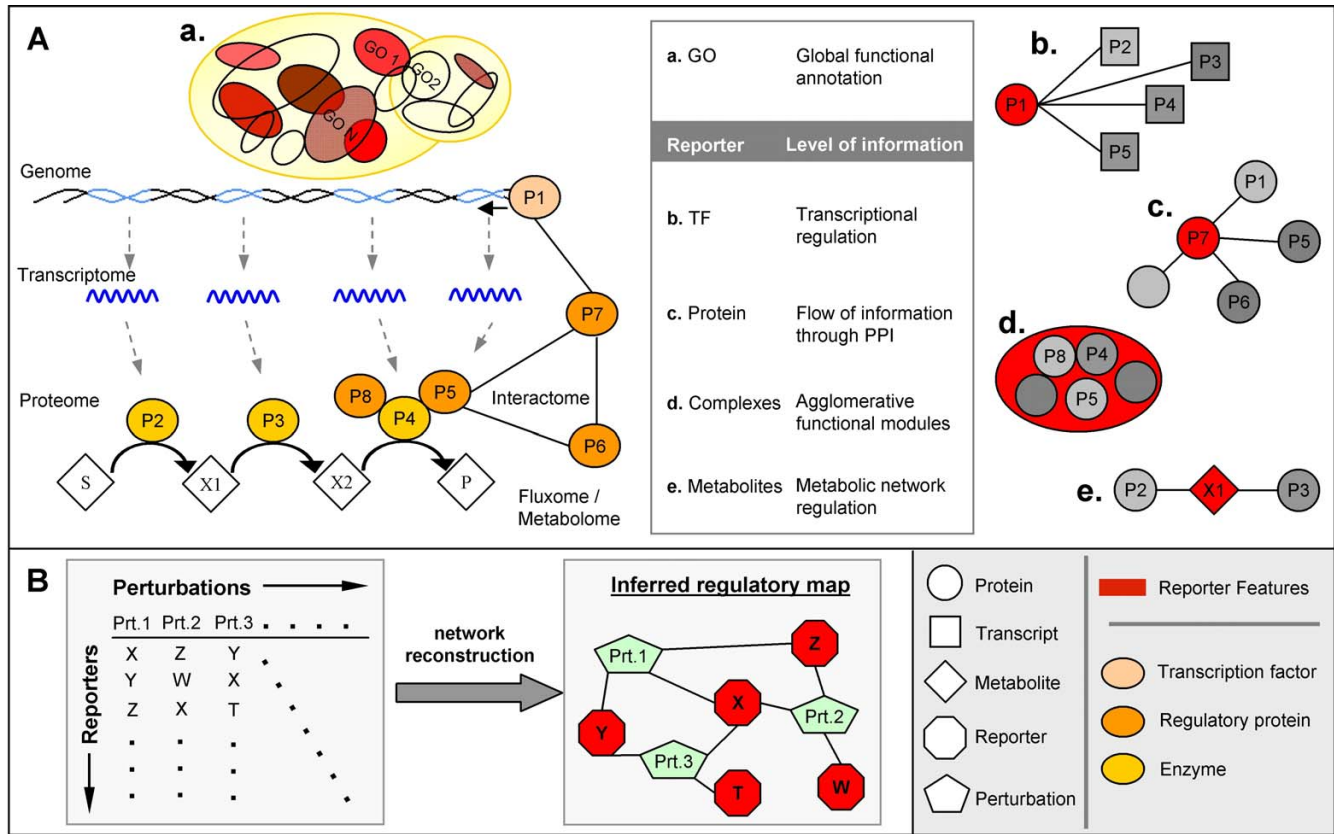 A
a.
GO 1
GO2
GO N
Genome
P1
Transcriptome
P7
Proteome
P2
P3
P8
P4
P5
Interactome
P6
S
X1
X2
P
Fluxome /
Metabolome
a. GO
Global functional
annotation
Reporter
Level of information
b. TF
Transcriptional
regulation
c. Protein
Flow of information
through PPI
d. Complexes
Agglomerative
functional modules
e. Metabolites
Metabolic network
regulation
b.
P2
P3
P1
P4
P5
c.
P1
P7
P5
P6
d.
P8
P4
P5
e.
P2
X1
P3
B
Perturbations
Prt.1 Prt.2 Prt.3 . . . .
X Z Y
Y W X
Z X T
Reporters
network
reconstruction
Inferred regulatory map
Prt.1
Z
X
Prt.2
Y
Prt.3
T
W
Protein
Transcript
Metabolite
Reporter
Perturbation
Reporter Features
Transcription factor
Regulatory protein
Enzyme